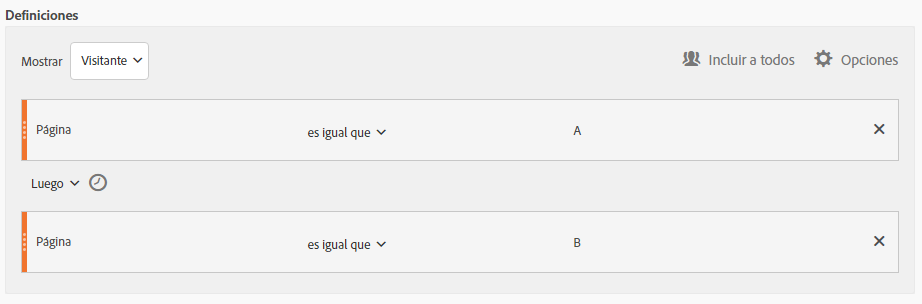 Definiciones
Mostrar Visitante Incluir a todos Opciones
Página es igual que A
Luego
Página es igual que B